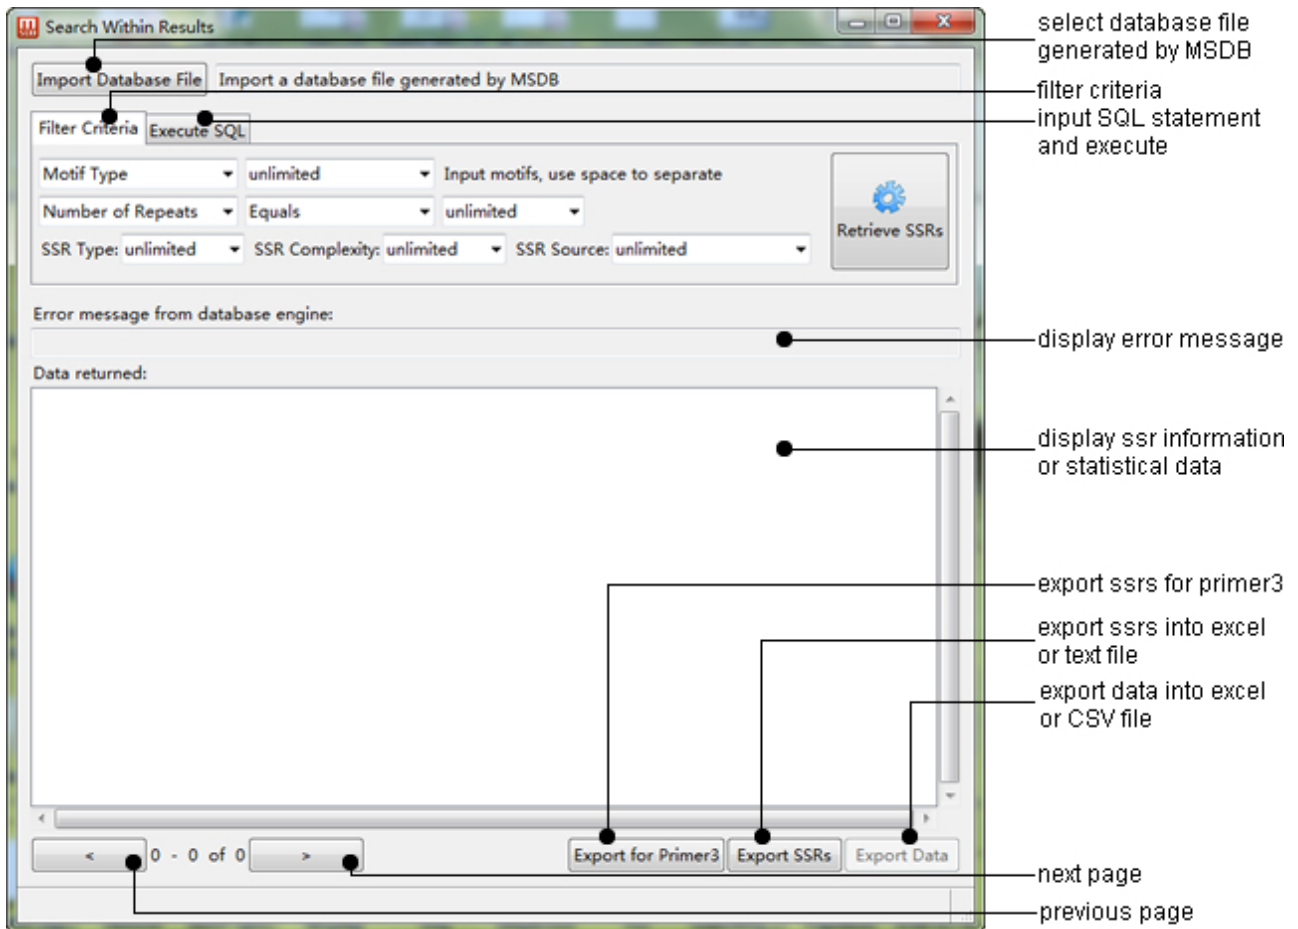 Search Within Results
select database file
generated by MSDB
Import Database File
Import a database file generated by MSDB
filter criteria
Filter Criteria
Execute SQL
input SQL statement
and execute
Motif Type
unlimited
Input motifs, use space to separate
Number of Repeats
Equals
unlimited
SSR Type: unlimited
SSR Complexity: unlimited
SSR Source: unlimited
Retrieve SSRs
Error message from database engine:
display error message
Data returned:
display ssr information
or statistical data
export ssrs for primer3
export ssrs into excel
or text file
export data into excel
or CSV file
<
0 - 0 of 0
>
Export for Primer3
Export SSRs
Export Data
next page
previous page